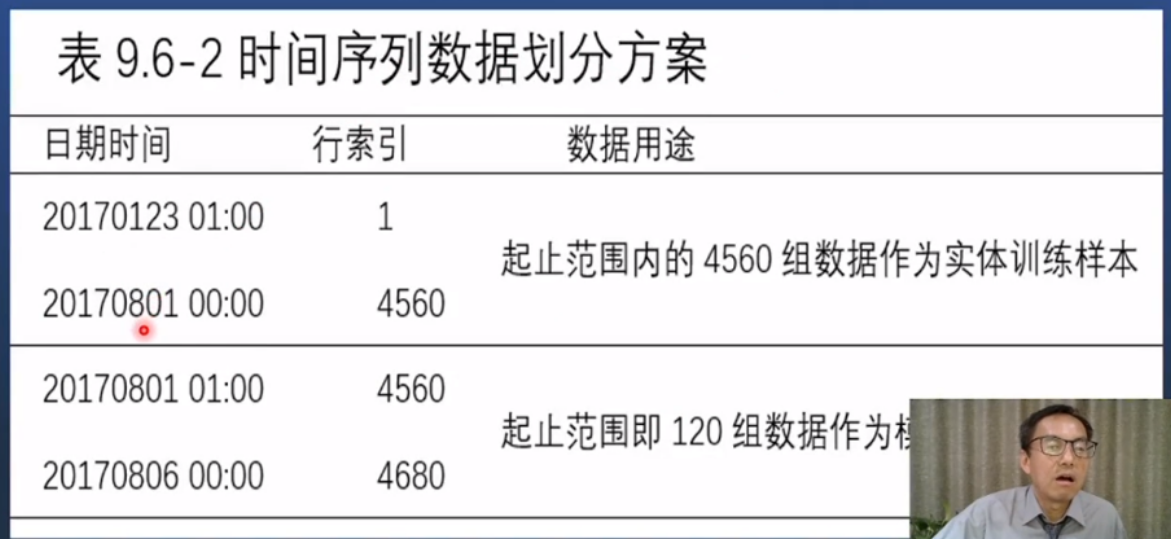 表 9.6-2 时间序列数据划分方案
日期时间 行索引 数据用途
20170123 01:00 1
起止范围内的 4560 组数据作为实体训练样本
20170801 00:00 4560
20170801 01:00 4560
起止范围即 120 组数据作为
20170806 00:00 4680